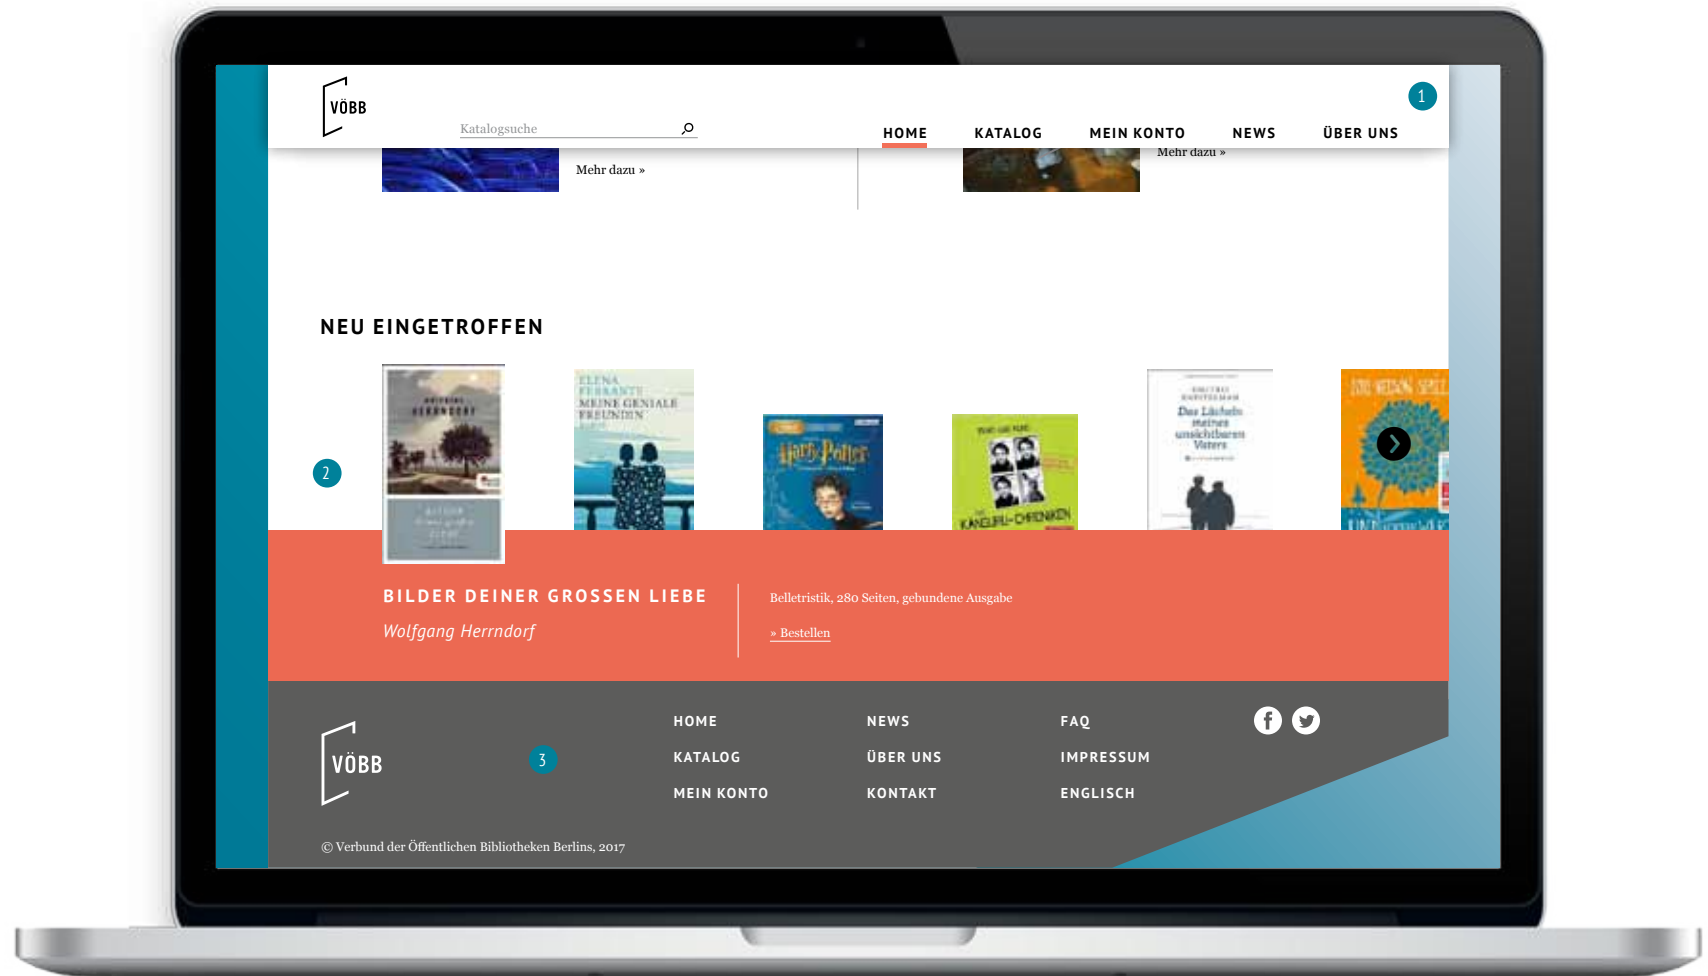 VÖBB
1
Katalogsuche
HOME KATALOG MEIN KONTO NEWS ÜBER UNS
Mehr dazu »
Mehr dazu »
NEU EINGETROFFEN
HERRNDORF
ELENA
FERRANTE
MEINE GENIALE
FREUNDIN
Harry Potter
KÄNGURU-CHRONIKEN
Das Lächeln
meines
unsichtbaren
Vaters
2
BILDER DEINER GROSSEN LIEBE
Wolfgang Herrndorf
Belletristik, 280 Seiten, gebundene Ausgabe
» Bestellen
VÖBB
3
HOME NEWS FAQ
KATALOG ÜBER UNS IMPRESSUM
MEIN KONTO KONTAKT ENGLISCH
© Verbund der Öffentlichen Bibliotheken Berlins, 2017